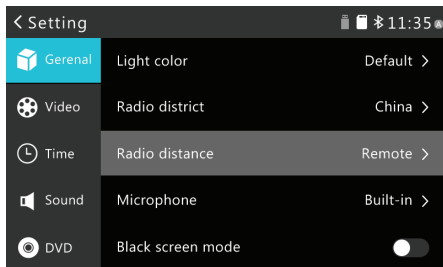 Setting 11:35
Gerenal
Light color Default
Video
Radio district China
Time
Radio distance Remote
Sound
Microphone Built-in
DVD
Black screen mode